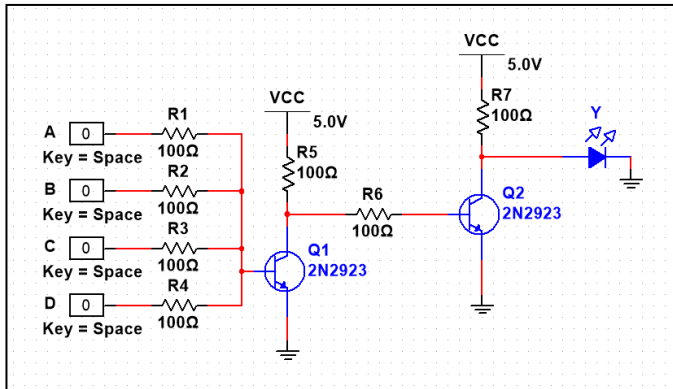 VCC
5.0V
R7
100Ω
Y
VCC
5.0V
A 0
R1
100Ω
Key = Space
R5
100Ω
B 0
R2
100Ω
Key = Space
R6
100Ω
Q2
2N2923
C 0
R3
100Ω
Key = Space
Q1
2N2923
D 0
R4
100Ω
Key = Space